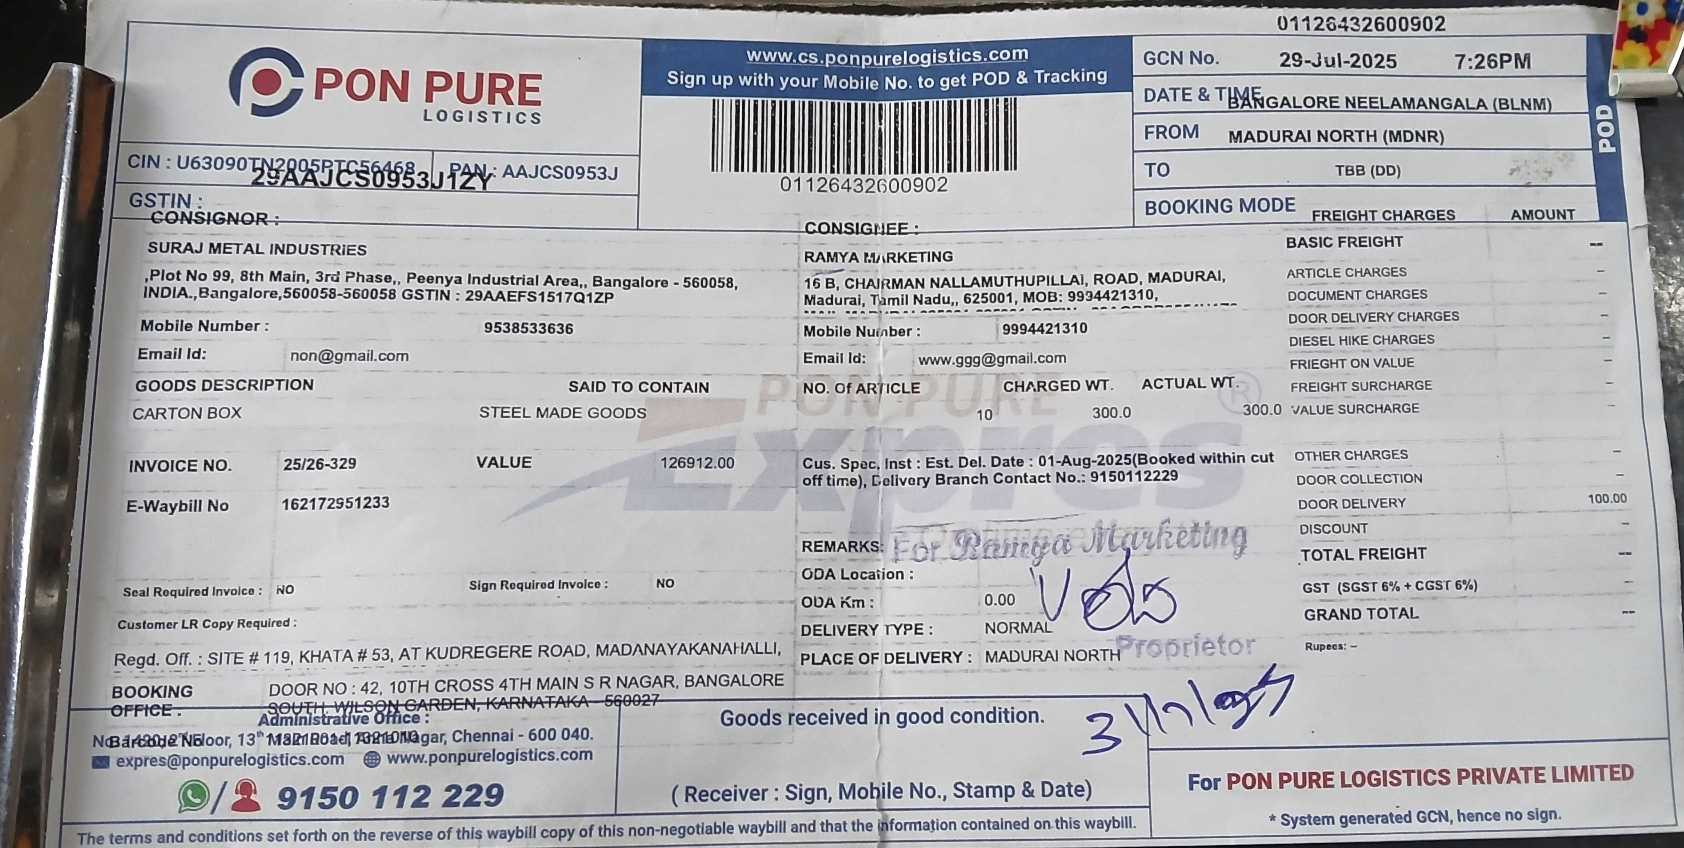 01126432600902
PON PURE
LOGISTICS
www.cs.ponpurelogistics.com
Sign up with your Mobile No. to get POD & Tracking
01126432600902
GCN No. 29-Jul-2025 7:26PM
DATE & TIME BANGALORE NEELAMANGALA (BLNM)
FROM MADURAI NORTH (MDNR)
TO TBB (DD)
BOOKING MODE
POD
CIN : U63090TN2005PTC56468 PAN : AAJCS0953J
29AAJCS0953J1ZY
GSTIN :
CONSIGNOR :
SURAJ METAL INDUSTRIES
,Plot No 99, 8th Main, 3rd Phase,, Peenya Industrial Area,, Bangalore - 560058,
INDIA.,Bangalore,560058-560058 GSTIN : 29AAEFS1517Q1ZP
Mobile Number : 9538533636
Email Id: non@gmail.com
GOODS DESCRIPTION SAID TO CONTAIN
CARTON BOX STEEL MADE GOODS
INVOICE NO. 25/26-329 VALUE 126912.00
E-Waybill No 162172951233
Seal Required Invoice : NO Sign Required Invoice : NO
Customer LR Copy Required :
Regd. Off. : SITE # 119, KHATA # 53, AT KUDREGERE ROAD, MADANAYAKANAHALLI,
BOOKING OFFICE : DOOR NO : 42, 10TH CROSS 4TH MAIN S R NAGAR, BANGALORE
SOUTH. WILSON GARDEN, KARNATAKA - 560027
CONSIGNEE :
RAMYA MARKETING
16 B, CHAIRMAN NALLAMUTHUPILLAI, ROAD, MADURAI,
Madurai, Tamil Nadu,, 625001, MOB: 9994421310,
Mobile Number : 9994421310
Email Id: www.ggg@gmail.com
NO. Of ARTICLE CHARGED WT. ACTUAL WT.
10 300.0 300.0
PON PURE
Expres
®
Cus. Spec, Inst : Est. Del. Date : 01-Aug-2025(Booked within cut
off time), Delivery Branch Contact No.: 9150112229
REMARKS:
For Ramya Marketing
ODA Location :
ODA Km : 0.00
DELIVERY TYPE : NORMAL
Proprietor
PLACE OF DELIVERY : MADURAI NORTH
FREIGHT CHARGES AMOUNT
BASIC FREIGHT --
ARTICLE CHARGES -
DOCUMENT CHARGES -
DOOR DELIVERY CHARGES -
DIESEL HIKE CHARGES -
FRIEGHT ON VALUE -
FREIGHT SURCHARGE -
VALUE SURCHARGE -
OTHER CHARGES -
DOOR COLLECTION -
DOOR DELIVERY 100.00
DISCOUNT -
TOTAL FREIGHT --
GST (SGST 6% + CGST 6%) -
GRAND TOTAL --
Rupees: -
Administrative Office :
Anna Nagar, Chennai - 600 040.
expres@ponpurelogistics.com www.ponpurelogistics.com
9150 112 229
Goods received in good condition.
( Receiver : Sign, Mobile No., Stamp & Date)
For PON PURE LOGISTICS PRIVATE LIMITED
* System generated GCN, hence no sign.
The terms and conditions set forth on the reverse of this waybill copy of this non-negotiable waybill and that the information contained on this waybill.